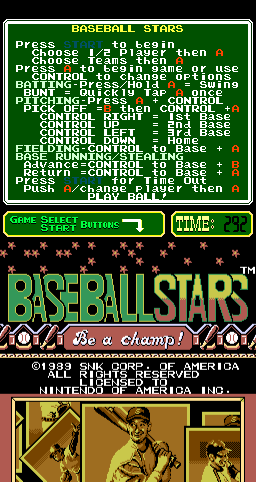 BASEBALL STARS
Press START to begin
Choose 1/2 Player then A
Choose Teams then A
Press A to begin game or use
CONTROL to change options
BATTING-Press/Hold A = Swing
BUNT = Quickly Tap A once
PITCHING-Press A + CONTROL
PICK OFF =B then CONTROL +A
CONTROL RIGHT = 1st Base
CONTROL UP = 2nd Base
CONTROL LEFT = 3rd Base
CONTROL DOWN = Home
FIELDING-CONTROL to Base + A
BASE RUNNING/STEALING
Advance=CONTROL to Base + B
Return =CONTROL to Base + A
Press START for Time Out
Push A/change player then A
PLAY BALL!
GAME SELECT
START BUTTONS
TIME: 292
BASEBALL STARS TM
Be a champ!
©1989 SNK CORP. OF AMERICA
ALL RIGHTS RESERVED
LICENSED TO
NINTENDO OF AMERICA INC.